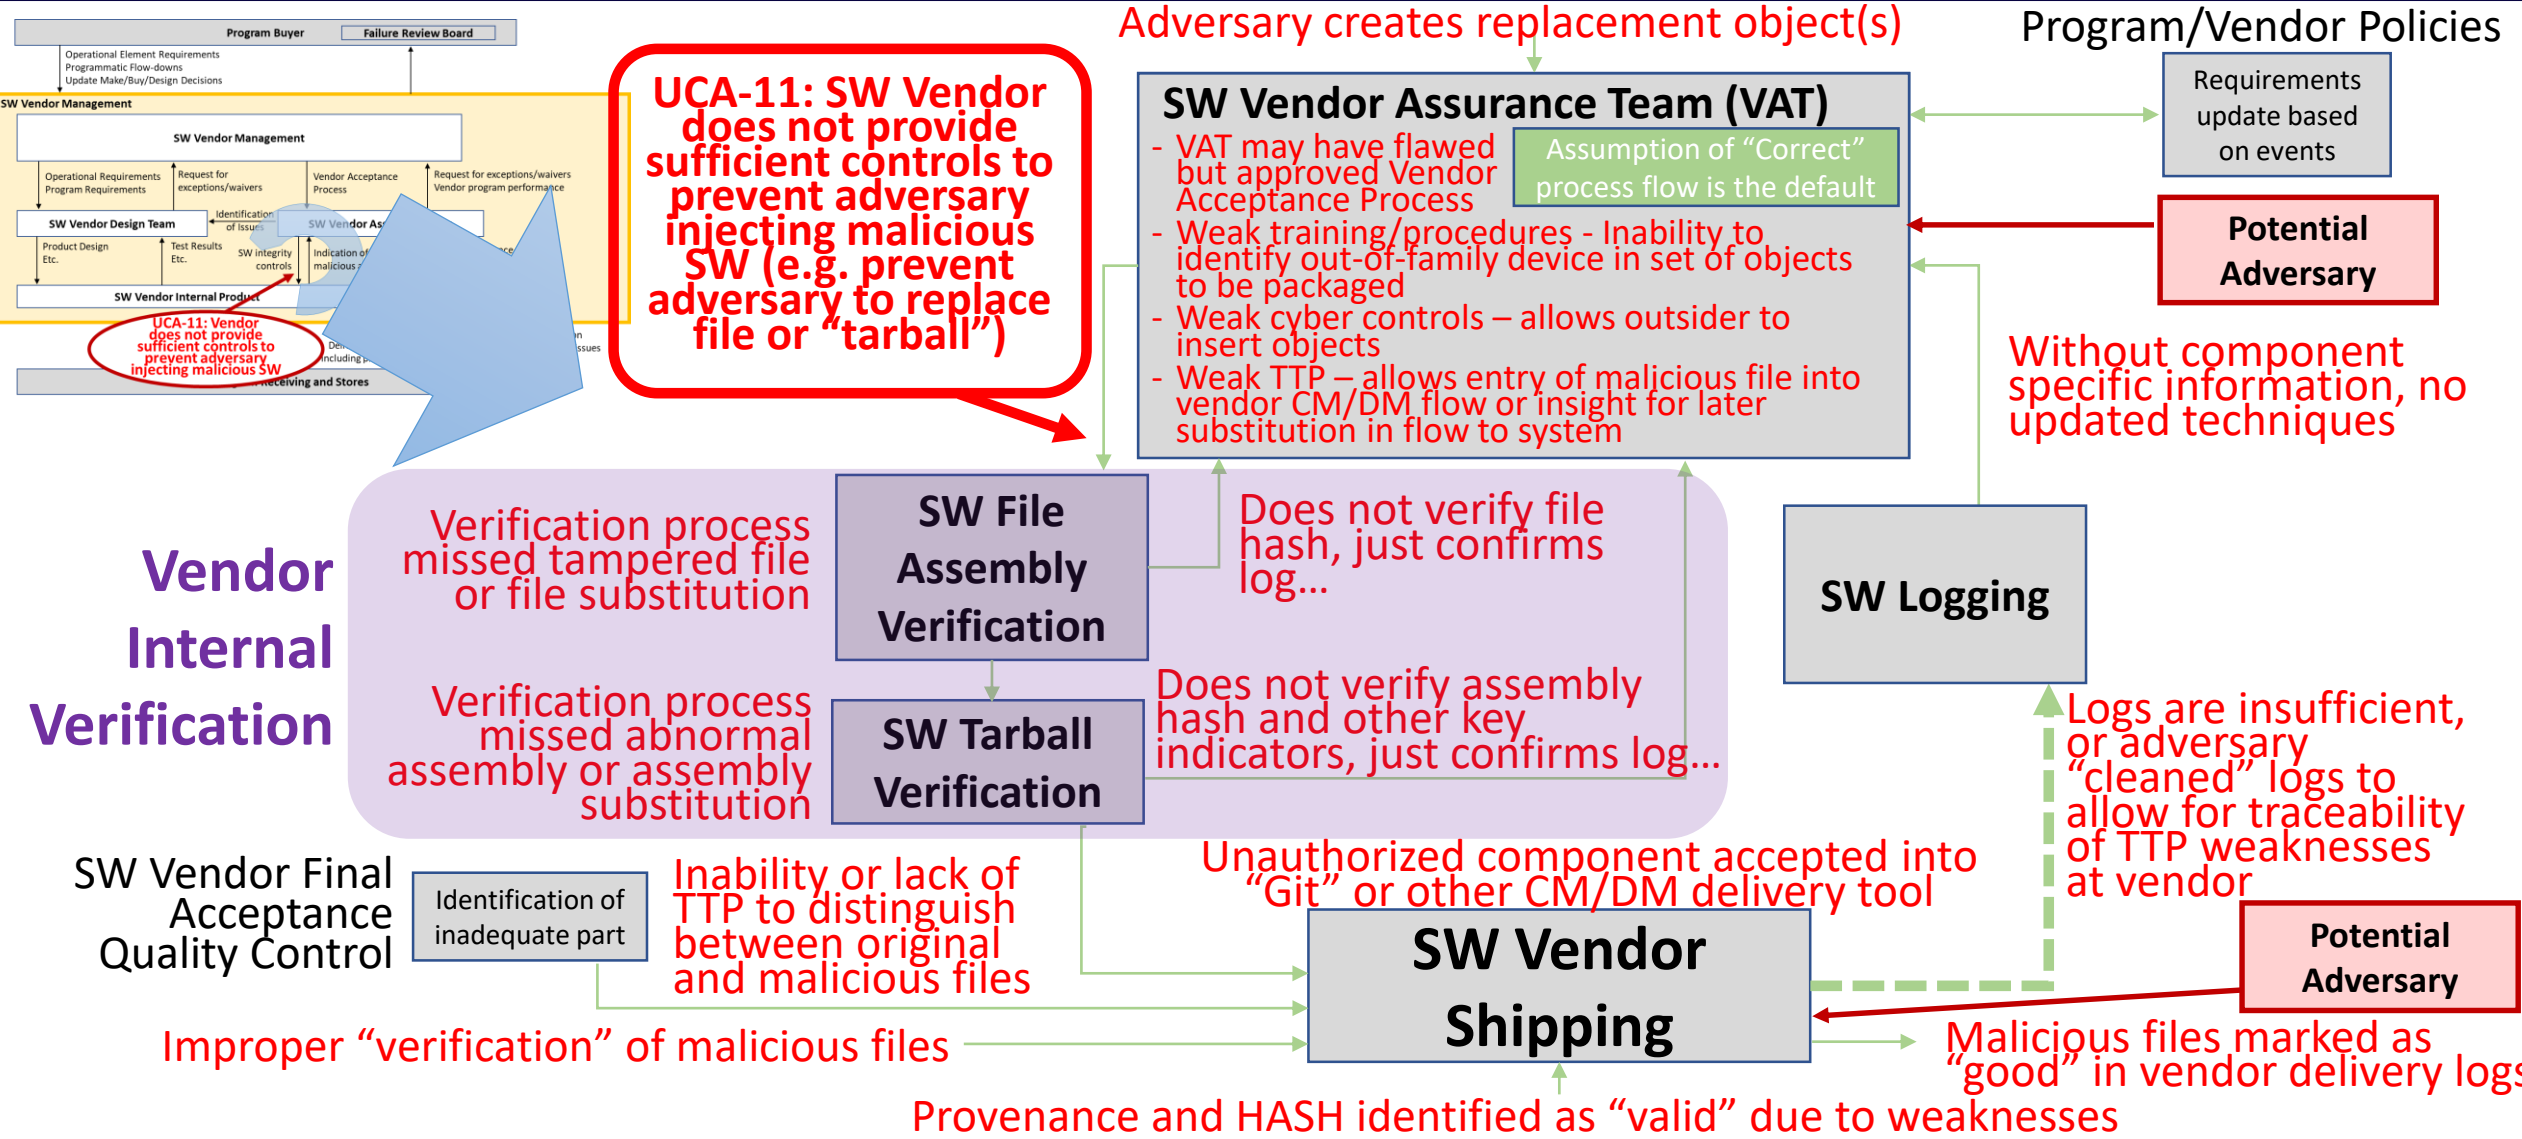 Program Buyer
Failure Review Board
Operational Element Requirements
Programmatic Flow-downs
Update Make/Buy/Design Decisions
SW Vendor Management
SW Vendor Management
Operational Requirements
Program Requirements
Request for
exceptions/waivers
Vendor Acceptance
Process
Request for exceptions/waivers
Vendor program performance
SW Vendor Design Team
Identification
of Issues
SW Vendor
Product Design
Etc.
Test Results
Etc.
SW integrity
controls
Indication of
malicious
SW Vendor Internal Product
UCA-11: Vendor
does not provide
sufficient controls to
prevent adversary
injecting malicious SW
including
ssues
Receiving and Stores
UCA-11: SW Vendor
does not provide
sufficient controls to
prevent adversary
injecting malicious
SW (e.g. prevent
adversary to replace
file or “tarball”)
Adversary creates replacement object(s)
SW Vendor Assurance Team (VAT)
- VAT may have flawed
but approved Vendor
Acceptance Process
Assumption of “Correct”
process flow is the default
- Weak training/procedures - Inability to
identify out-of-family device in set of objects
to be packaged
- Weak cyber controls – allows outsider to
insert objects
- Weak TTP – allows entry of malicious file into
vendor CM/DM flow or insight for later
substitution in flow to system
Program/Vendor Policies
Requirements
update based
on events
Potential
Adversary
Without component
specific information, no
updated techniques
Vendor
Internal
Verification
Verification process
missed tampered file
or file substitution
SW File
Assembly
Verification
Does not verify file
hash, just confirms
log...
Verification process
missed abnormal
assembly or assembly
substitution
SW Tarball
Verification
Does not verify assembly
hash and other key
indicators, just confirms log...
SW Logging
Logs are insufficient,
or adversary
“cleaned” logs to
allow for traceability
of TTP weaknesses
at vendor
SW Vendor Final
Acceptance
Quality Control
Identification of
inadequate part
Inability or lack of
TTP to distinguish
between original
and malicious files
Unauthorized component accepted into
“Git” or other CM/DM delivery tool
SW Vendor
Shipping
Potential
Adversary
Improper “verification” of malicious files
Malicious files marked as
“good” in vendor delivery logs
Provenance and HASH identified as “valid” due to weaknesses